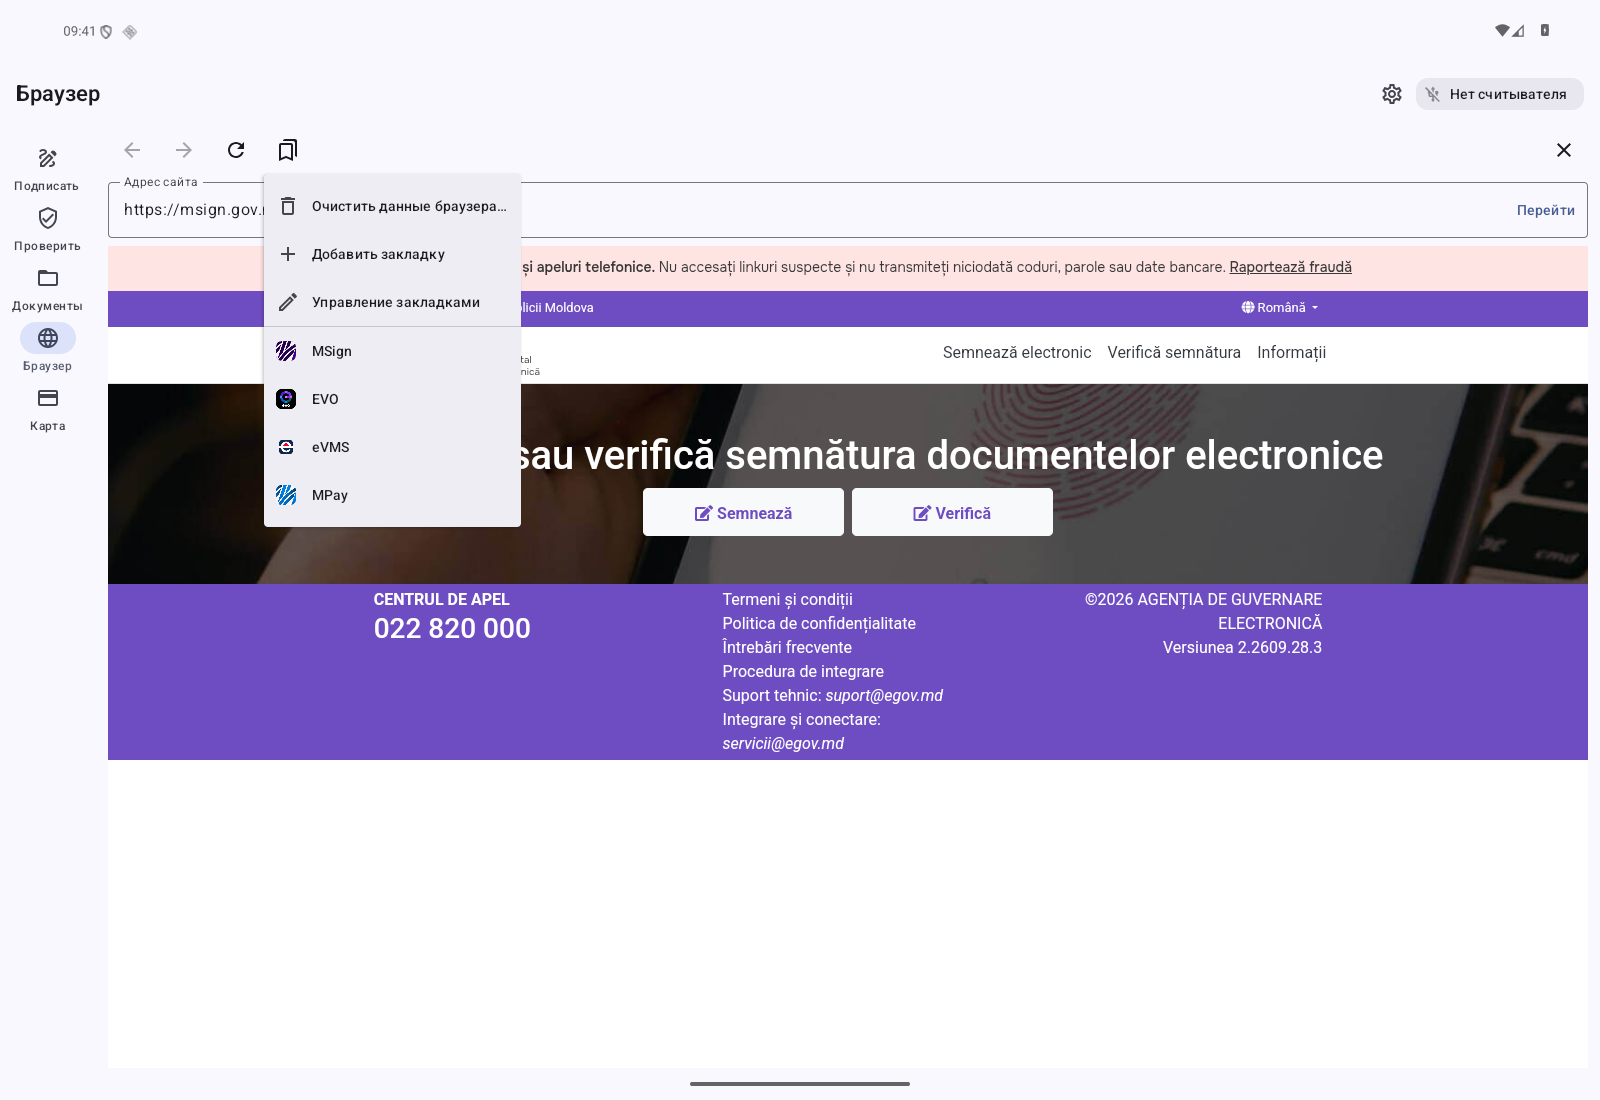 09:41
Браузер
Нет считывателя
Подписать
Проверить
Документы
Браузер
Карта
Адрес сайта
https://msign.gov.
Перейти
Очистить данные браузера...
Добавить закладку
Управление закладками
MSign
EVO
eVMS
MPay
și apeluri telefonice. Nu accesați linkuri suspecte și nu transmiteți niciodată coduri, parole sau date bancare. Raportează fraudă
Moldova
Română
Semnează electronic Verifică semnătura Informații
sau verifică semnătura documentelor electronice
Semnează
Verifică
cmd
CENTRUL DE APEL
022 820 000
Termeni și condiții
Politica de confidențialitate
Întrebări frecvente
Procedura de integrare
Suport tehnic: suport@egov.md
Integrare și conectare:
servicii@egov.md
©2026 AGENȚIA DE GUVERNARE
ELECTRONICĂ
Versiunea 2.2609.28.3